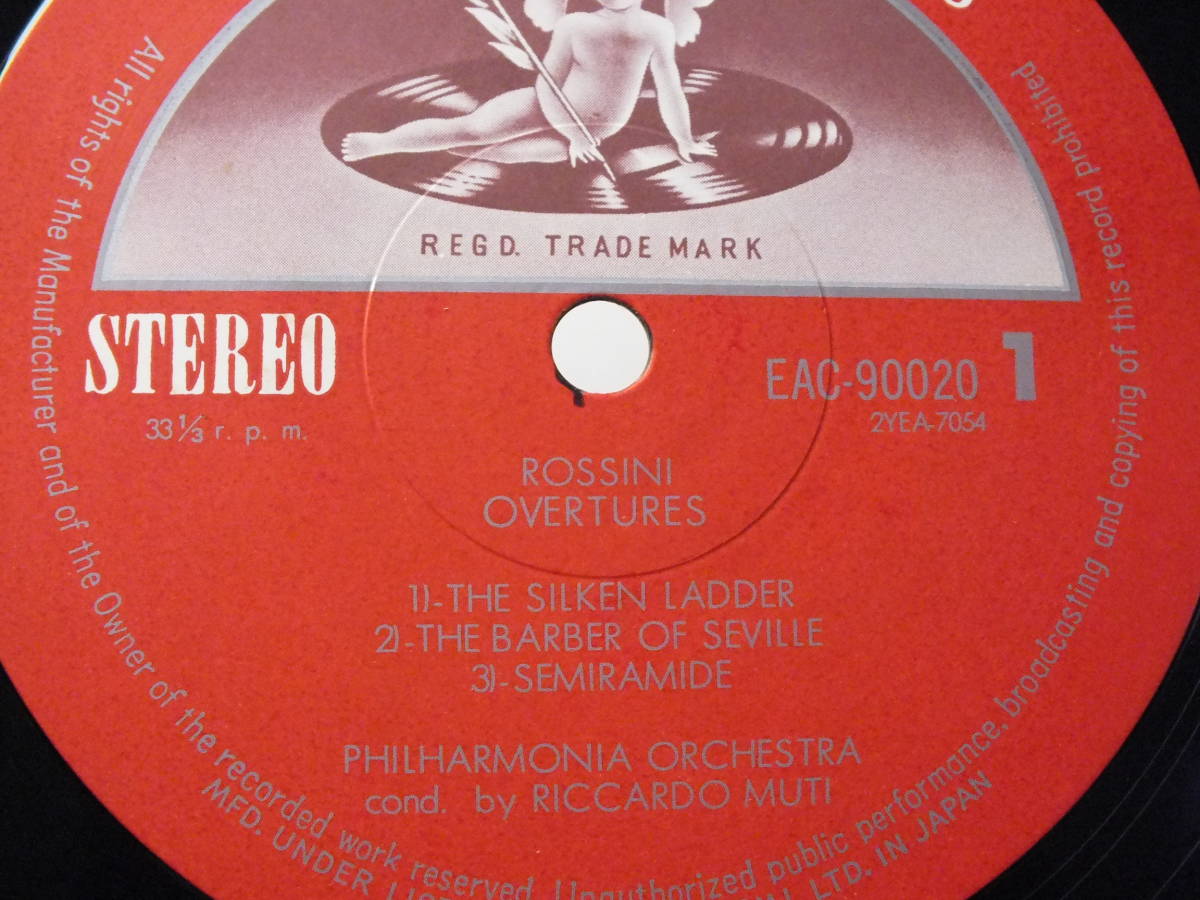 REGD. TRADE MARK
STEREO
33 1/3 r. p. m.
EAC-90020 1
2YEA-7054
ROSSINI
OVERTURES
1)-THE SILKEN LADDER
2)-THE BARBER OF SEVILLE
3)-SEMIRAMIDE
PHILHARMONIA ORCHESTRA
cond. by RICCARDO MUTI
All rights of the Manufacturer and of the Owner of the recorded work reserved. Unauthorized public performance, broadcasting and copying of this record prohibited
MFD. UNDER LTD. IN JAPAN